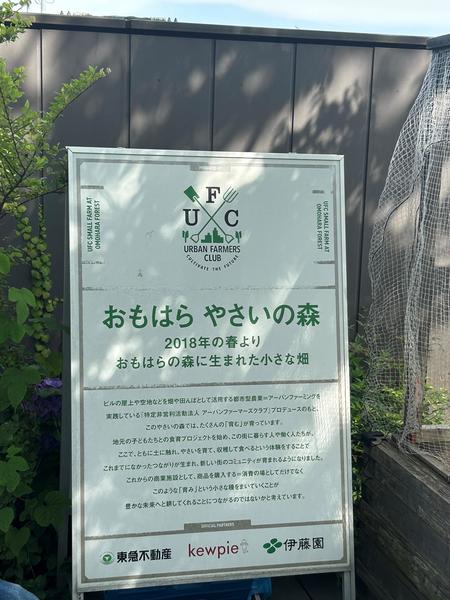 UFC SMALL FARM AT
OMOHARA FOREST
U F C
URBAN FARMERS
CLUB
CULTIVATE THE FUTURE
UFC SMALL FARM AT
OMOHARA FOREST
おもはら やさいの森
2018年の春より
おもはらの森に生まれた小さな畑
ビルの屋上や空地などを畑や田んぼとして活用する都市型農業=アーバンファーミングを
実践している「特定非営利活動法人 アーバンファーマーズクラブ」プロデュースのもと、
このやさいの森では、たくさんの「育む」が育っています。
地元の子どもたちとの食育プロジェクトを始め、この街に暮らす人や働く人たちが、
ここで、ともに土に触れ、やさいを育て、収穫して食べるという体験をすることで
これまでになかったつながりが生まれ、新しい街のコミュニティが育まれるようになりました。
これからの商業施設として、商品を購入する=消費の場としてだけでなく
このような「育み」という小さな種をまいていくことが
豊かな未来へと耕してくれることにつながるのではないかと考えています。
OFFICIAL PARTNERS
東急不動産 kewpie 伊藤園